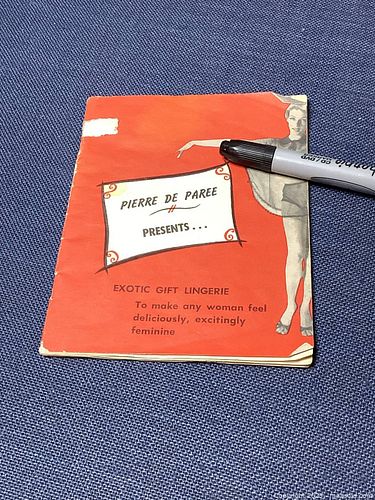 PIERRE DE PAREE
PRESENTS...
EXOTIC GIFT LINGERIE
To make any woman feel
deliciously, excitingly
feminine